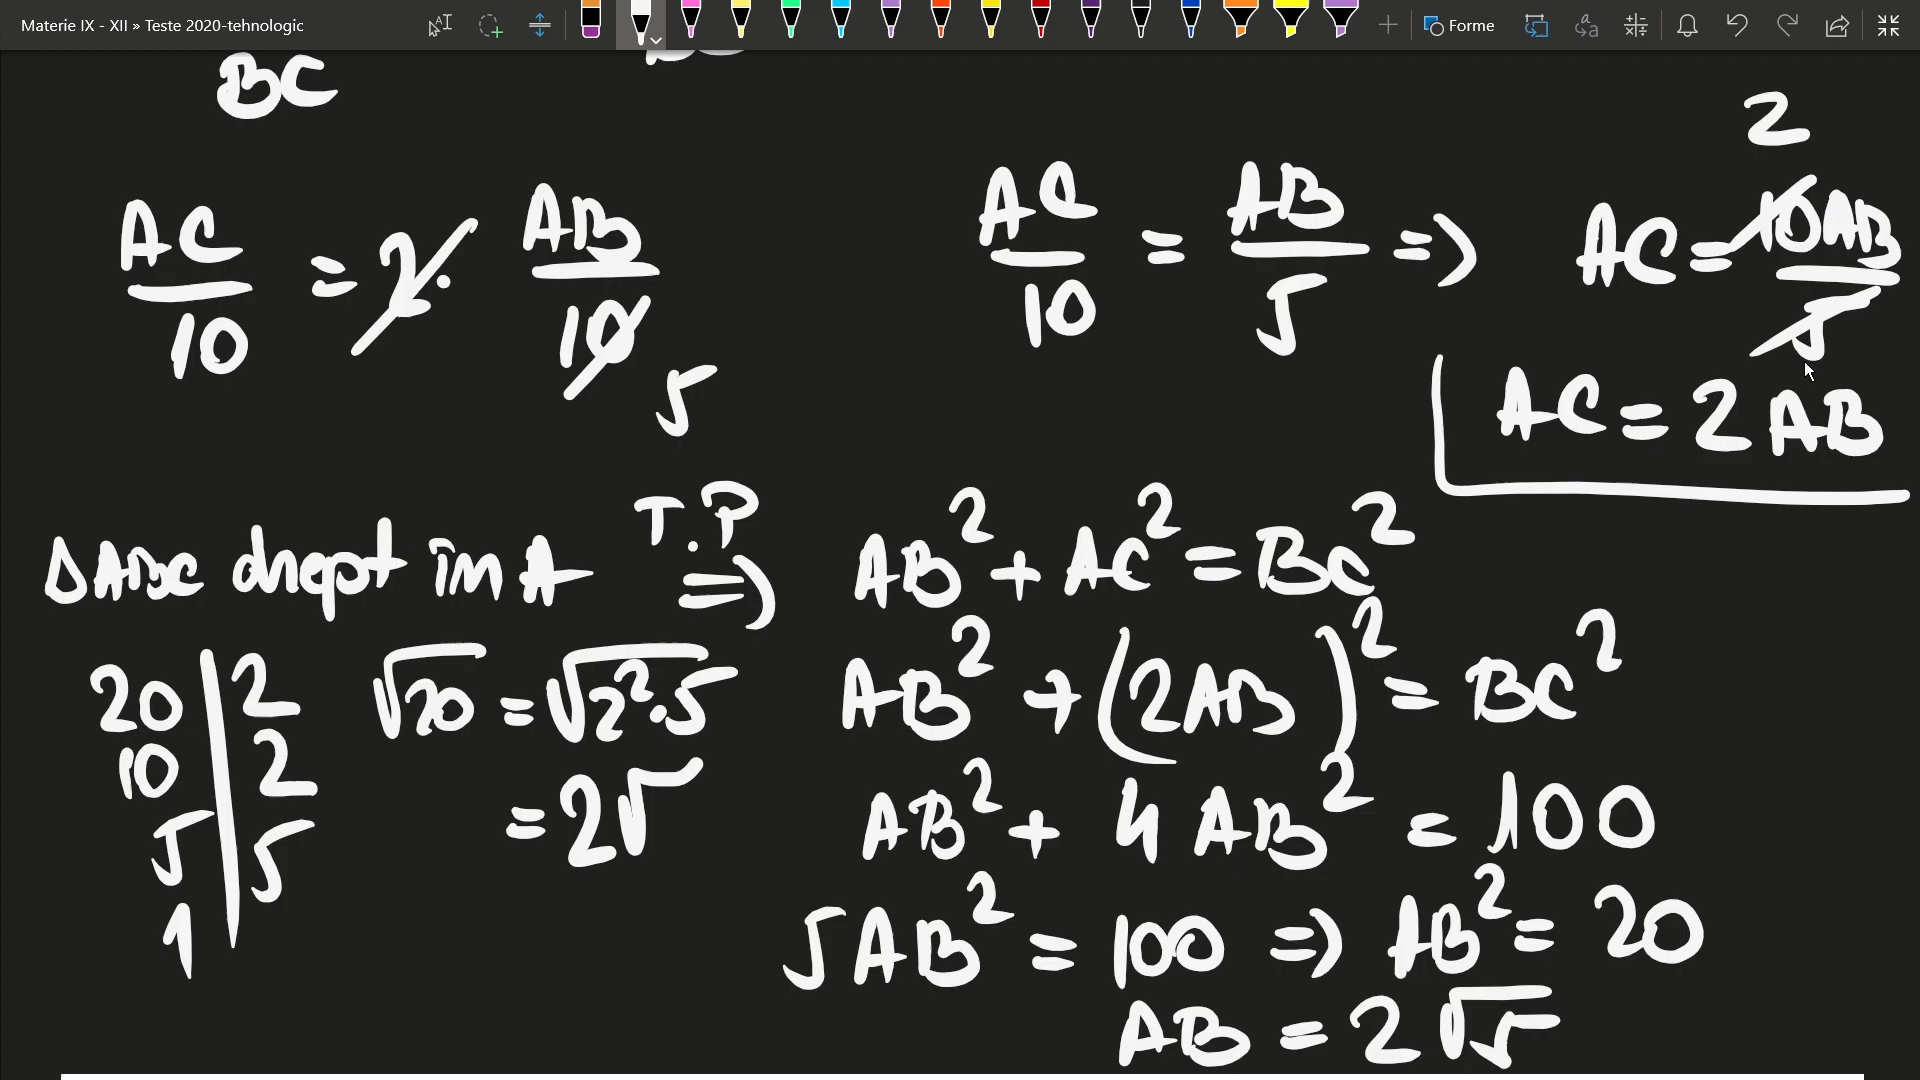 Materie IX - XII » Teste 2020-tehnologic
Forme
BC
AC/10 = 2 · AB/10 5
AC/10 = AB/5 => AC = 10AB/5 2
AC = 2AB
Δ ABC drept în A T.P => AB² + AC² = BC²
AB² + (2AB)² = BC²
20 | 2
10 | 2
5 | 5
1
√20 = √2²·5
= 2√
AB² + 4AB² = 100
5AB² = 100 => AB² = 20
AB = 2√5